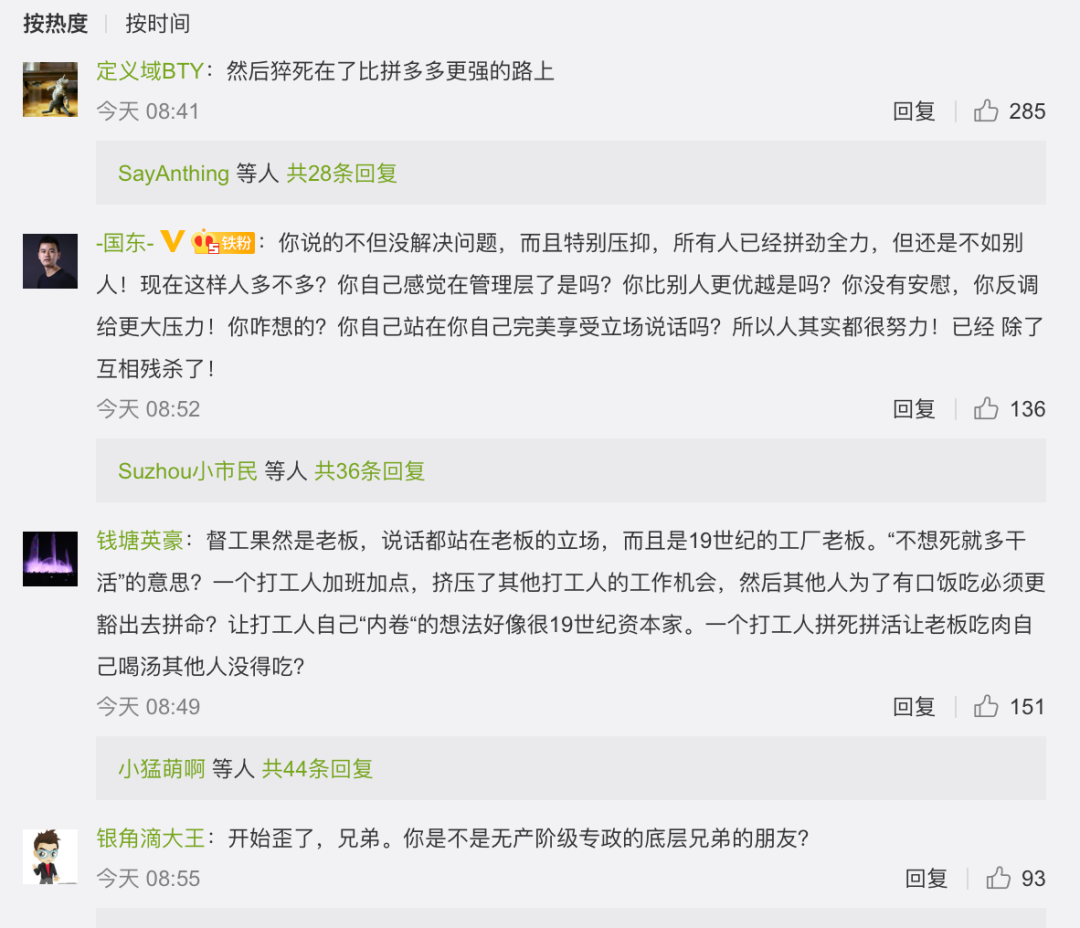 按热度 | 按时间
定义域BTY：然后猝死在了比拼多多更强的路上
今天 08:41 回复 285
SayAnthing 等人 共28条回复
-国东- V 5 铁粉：你说的不但没解决问题，而且特别压抑，所有人已经拼劲全力，但还是不如别
人！现在这样人多不多？你自己感觉在管理层了是吗？你比别人更优越是吗？你没有安慰，你反调
给更大压力！你咋想的？你自己站在你自己完美享受立场说话吗？所以人其实都很努力！已经 除了
互相残杀了！
今天 08:52 回复 136
Suzhou小市民 等人 共36条回复
钱塘英豪：督工果然是老板，说话都站在老板的立场，而且是19世纪的工厂老板。“不想死就多干
活”的意思？一个打工人加班加点，挤压了其他打工人的工作机会，然后其他人为了有口饭吃必须更
豁出去拼命？让打工人自己“内卷“的想法好像很19世纪资本家。一个打工人拼死拼活让老板吃肉自
己喝汤其他人没得吃？
今天 08:49 回复 151
小猛萌啊 等人 共44条回复
银角滴大王：开始歪了，兄弟。你是不是无产阶级专政的底层兄弟的朋友？
今天 08:55 回复 93